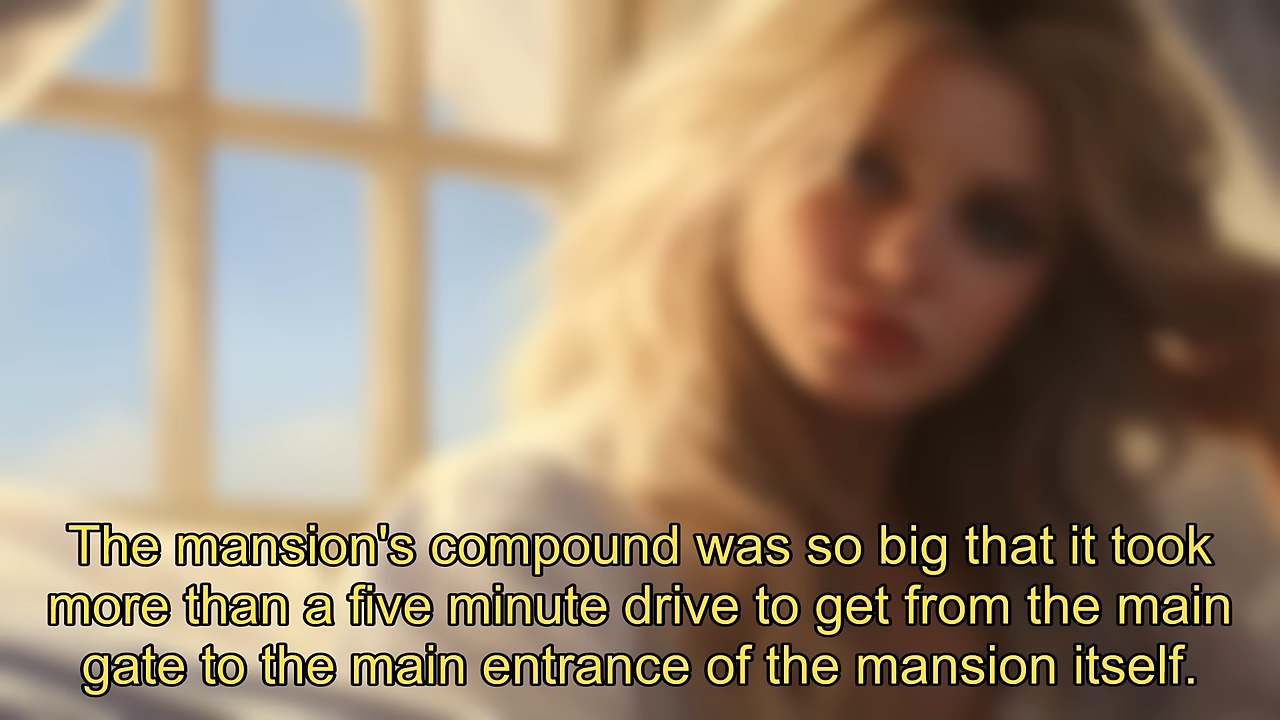 The mansion's compound was so big that it took
more than a five minute drive to get from the main
gate to the main entrance of the mansion itself.